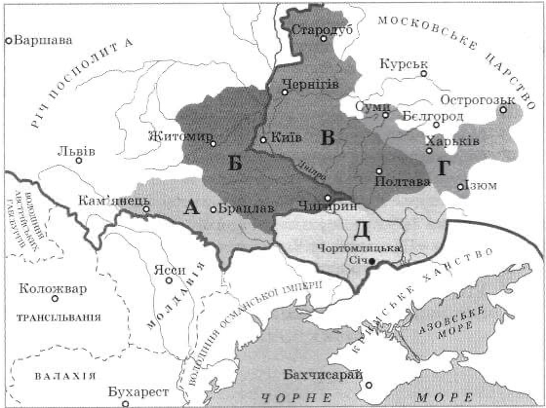 Стародуб
МОСКОВСЬКЕ ЦАРСТВО
Варшава
РІЧ ПОСПОЛИТА
Курськ
Чернігів
Острогозьк
Суми
Бєлгород
Житомир
Київ
В
Харків
Львів
Б
Дніпро
Полтава
Г
Ізюм
Кам'янець
А
Брацлав
Чигирин
ВОЛОДІННЯ
АВСТРІЙСЬКИХ
ГАБСБУРГІВ
Д
Чортомлицька
Січ
Ясси
МОЛДАВІЯ
ВОЛОДІННЯ ОСМАНСЬКОЇ ІМПЕРІЇ
КРИМСЬКЕ ХАНСТВО
Коложвар
ТРАНСІЛЬВАНІЯ
АЗОВСЬКЕ
МОРЕ
ВАЛАХІЯ
Бахчисарай
Бухарест
ЧОРНЕ МОРЕ